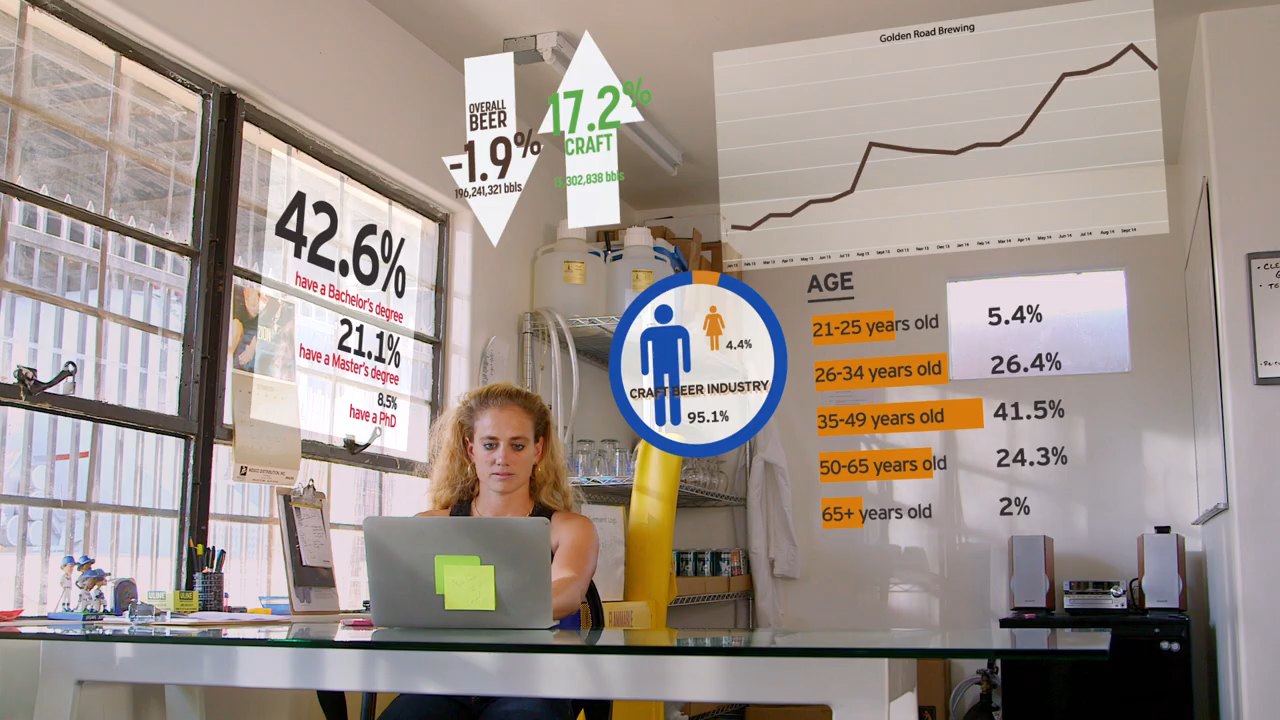 Golden Road Brewing
OVERALL
BEER
-1.9%
196,241,321 bbls
17.2%
CRAFT
15,302,838 bbls
42.6%
have a Bachelor's degree
21.1%
have a Master's degree
8.5%
have a PhD
4.4%
CRAFT BEER INDUSTRY
95.1%
AGE
21-25 years old 5.4%
26-34 years old 26.4%
35-49 years old 41.5%
50-65 years old 24.3%
65+ years old 2%
FLAMMABLE